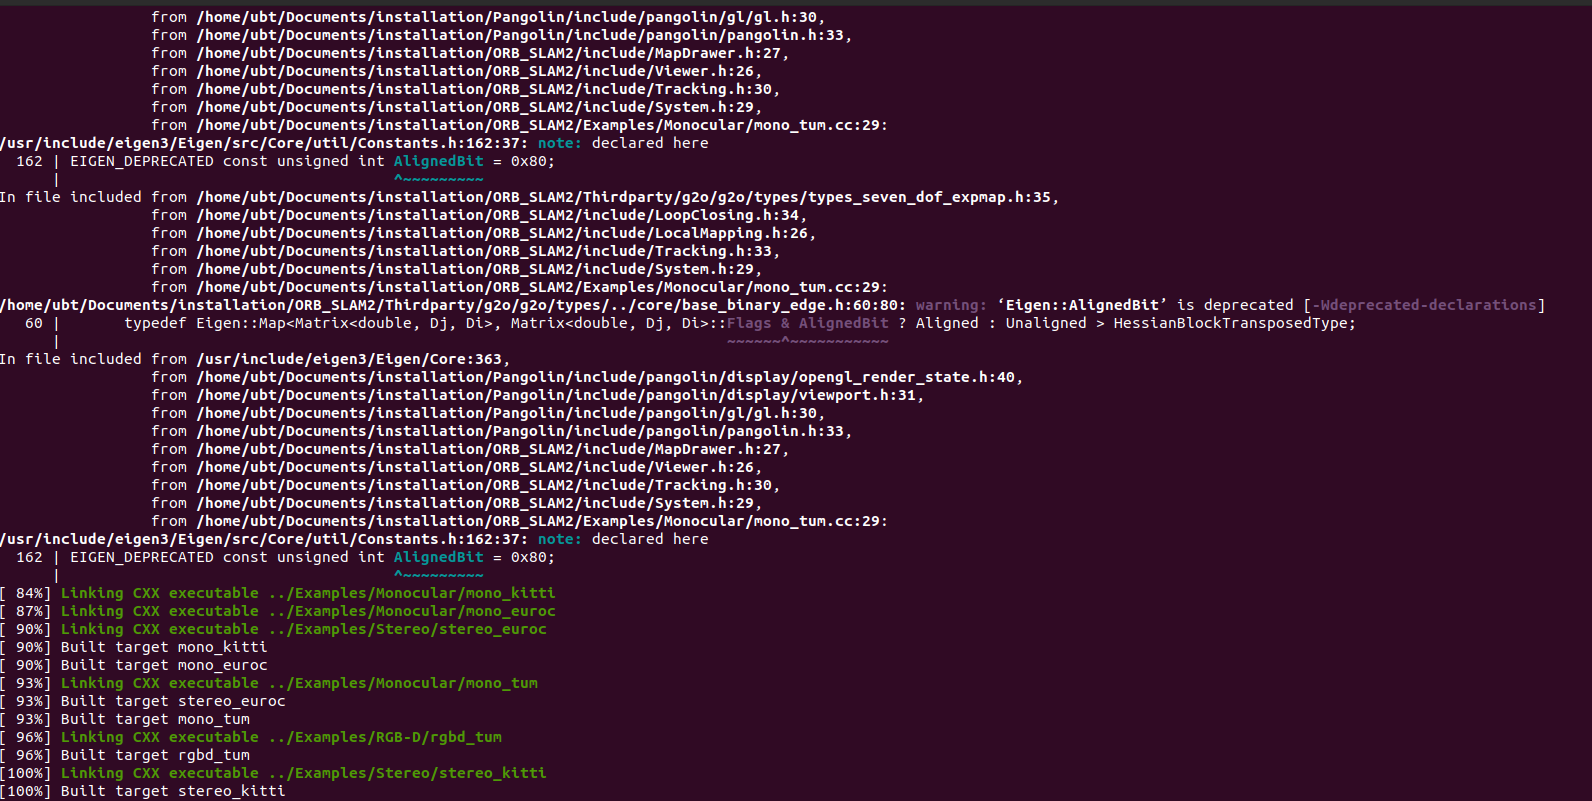 from /home/ubt/Documents/installation/Pangolin/include/pangolin/gl/gl.h:30,
from /home/ubt/Documents/installation/Pangolin/include/pangolin/pangolin.h:33,
from /home/ubt/Documents/installation/ORB_SLAM2/include/MapDrawer.h:27,
from /home/ubt/Documents/installation/ORB_SLAM2/include/Viewer.h:26,
from /home/ubt/Documents/installation/ORB_SLAM2/include/Tracking.h:30,
from /home/ubt/Documents/installation/ORB_SLAM2/include/System.h:29,
from /home/ubt/Documents/installation/ORB_SLAM2/Examples/Monocular/mono_tum.cc:29:
/usr/include/eigen3/Eigen/src/Core/util/Constants.h:162:37: note: declared here
162 | EIGEN_DEPRECATED const unsigned int AlignedBit = 0x80;
| ^~~~~~~~~~
In file included from /home/ubt/Documents/installation/ORB_SLAM2/Thirdparty/g2o/g2o/types/types_seven_dof_expmap.h:35,
from /home/ubt/Documents/installation/ORB_SLAM2/include/LoopClosing.h:34,
from /home/ubt/Documents/installation/ORB_SLAM2/include/LocalMapping.h:26,
from /home/ubt/Documents/installation/ORB_SLAM2/include/Tracking.h:33,
from /home/ubt/Documents/installation/ORB_SLAM2/include/System.h:29,
from /home/ubt/Documents/installation/ORB_SLAM2/Examples/Monocular/mono_tum.cc:29:
/home/ubt/Documents/installation/ORB_SLAM2/Thirdparty/g2o/g2o/types/../core/base_binary_edge.h:60:80: warning: ‘Eigen::AlignedBit’ is deprecated [-Wdeprecated-declarations]
60 | typedef Eigen::Map<Matrix<double, Dj, Di>, Matrix<double, Dj, Di>::Flags & AlignedBit ? Aligned : Unaligned > HessianBlockTransposedType;
| ~~~~~~^~~~~~~~~~~~
In file included from /usr/include/eigen3/Eigen/Core:363,
from /home/ubt/Documents/installation/Pangolin/include/pangolin/display/opengl_render_state.h:40,
from /home/ubt/Documents/installation/Pangolin/include/pangolin/display/viewport.h:31,
from /home/ubt/Documents/installation/Pangolin/include/pangolin/gl/gl.h:30,
from /home/ubt/Documents/installation/Pangolin/include/pangolin/pangolin.h:33,
from /home/ubt/Documents/installation/ORB_SLAM2/include/MapDrawer.h:27,
from /home/ubt/Documents/installation/ORB_SLAM2/include/Viewer.h:26,
from /home/ubt/Documents/installation/ORB_SLAM2/include/Tracking.h:30,
from /home/ubt/Documents/installation/ORB_SLAM2/include/System.h:29,
from /home/ubt/Documents/installation/ORB_SLAM2/Examples/Monocular/mono_tum.cc:29:
/usr/include/eigen3/Eigen/src/Core/util/Constants.h:162:37: note: declared here
162 | EIGEN_DEPRECATED const unsigned int AlignedBit = 0x80;
| ^~~~~~~~~~
[ 84%] Linking CXX executable ../Examples/Monocular/mono_kitti
[ 87%] Linking CXX executable ../Examples/Monocular/mono_euroc
[ 90%] Linking CXX executable ../Examples/Stereo/stereo_euroc
[ 90%] Built target mono_kitti
[ 90%] Built target mono_euroc
[ 93%] Linking CXX executable ../Examples/Monocular/mono_tum
[ 93%] Built target stereo_euroc
[ 93%] Built target mono_tum
[ 96%] Linking CXX executable ../Examples/RGB-D/rgbd_tum
[ 96%] Built target rgbd_tum
[100%] Linking CXX executable ../Examples/Stereo/stereo_kitti
[100%] Built target stereo_kitti